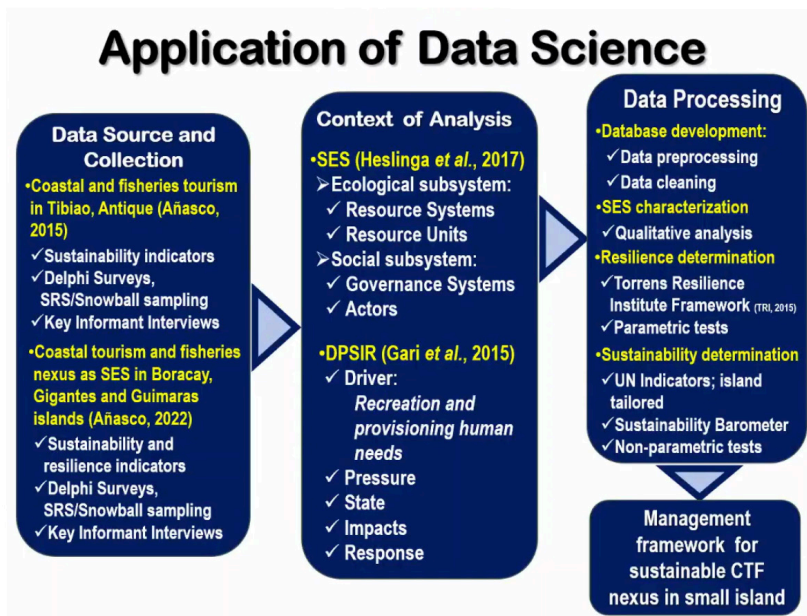 Application of Data Science
Data Source and
Collection
•Coastal and fisheries tourism
in Tibiao, Antique (Añasco,
2015)
✓Sustainability indicators
✓Delphi Surveys,
SRS/Snowball sampling
✓Key Informant Interviews
•Coastal tourism and fisheries
nexus as SES in Boracay,
Gigantes and Guimaras
islands (Añasco, 2022)
✓Sustainability and
resilience indicators
✓Delphi Surveys,
SRS/Snowball sampling
✓Key Informant Interviews
Context of Analysis
•SES (Heslinga et al., 2017)
➢Ecological subsystem:
✓Resource Systems
✓Resource Units
➢Social subsystem:
✓Governance Systems
✓Actors
•DPSIR (Gari et al., 2015)
✓Driver:
Recreation and
provisioning human
needs
✓Pressure
✓State
✓Impacts
✓Response
Data Processing
•Database development:
✓Data preprocessing
✓Data cleaning
•SES characterization
✓Qualitative analysis
•Resilience determination
✓Torrens Resilience
Institute Framework (TRI, 2015)
✓Parametric tests
•Sustainability determination
✓UN Indicators; island
tailored
✓Sustainability Barometer
✓Non-parametric tests
Management
framework for
sustainable CTF
nexus in small island